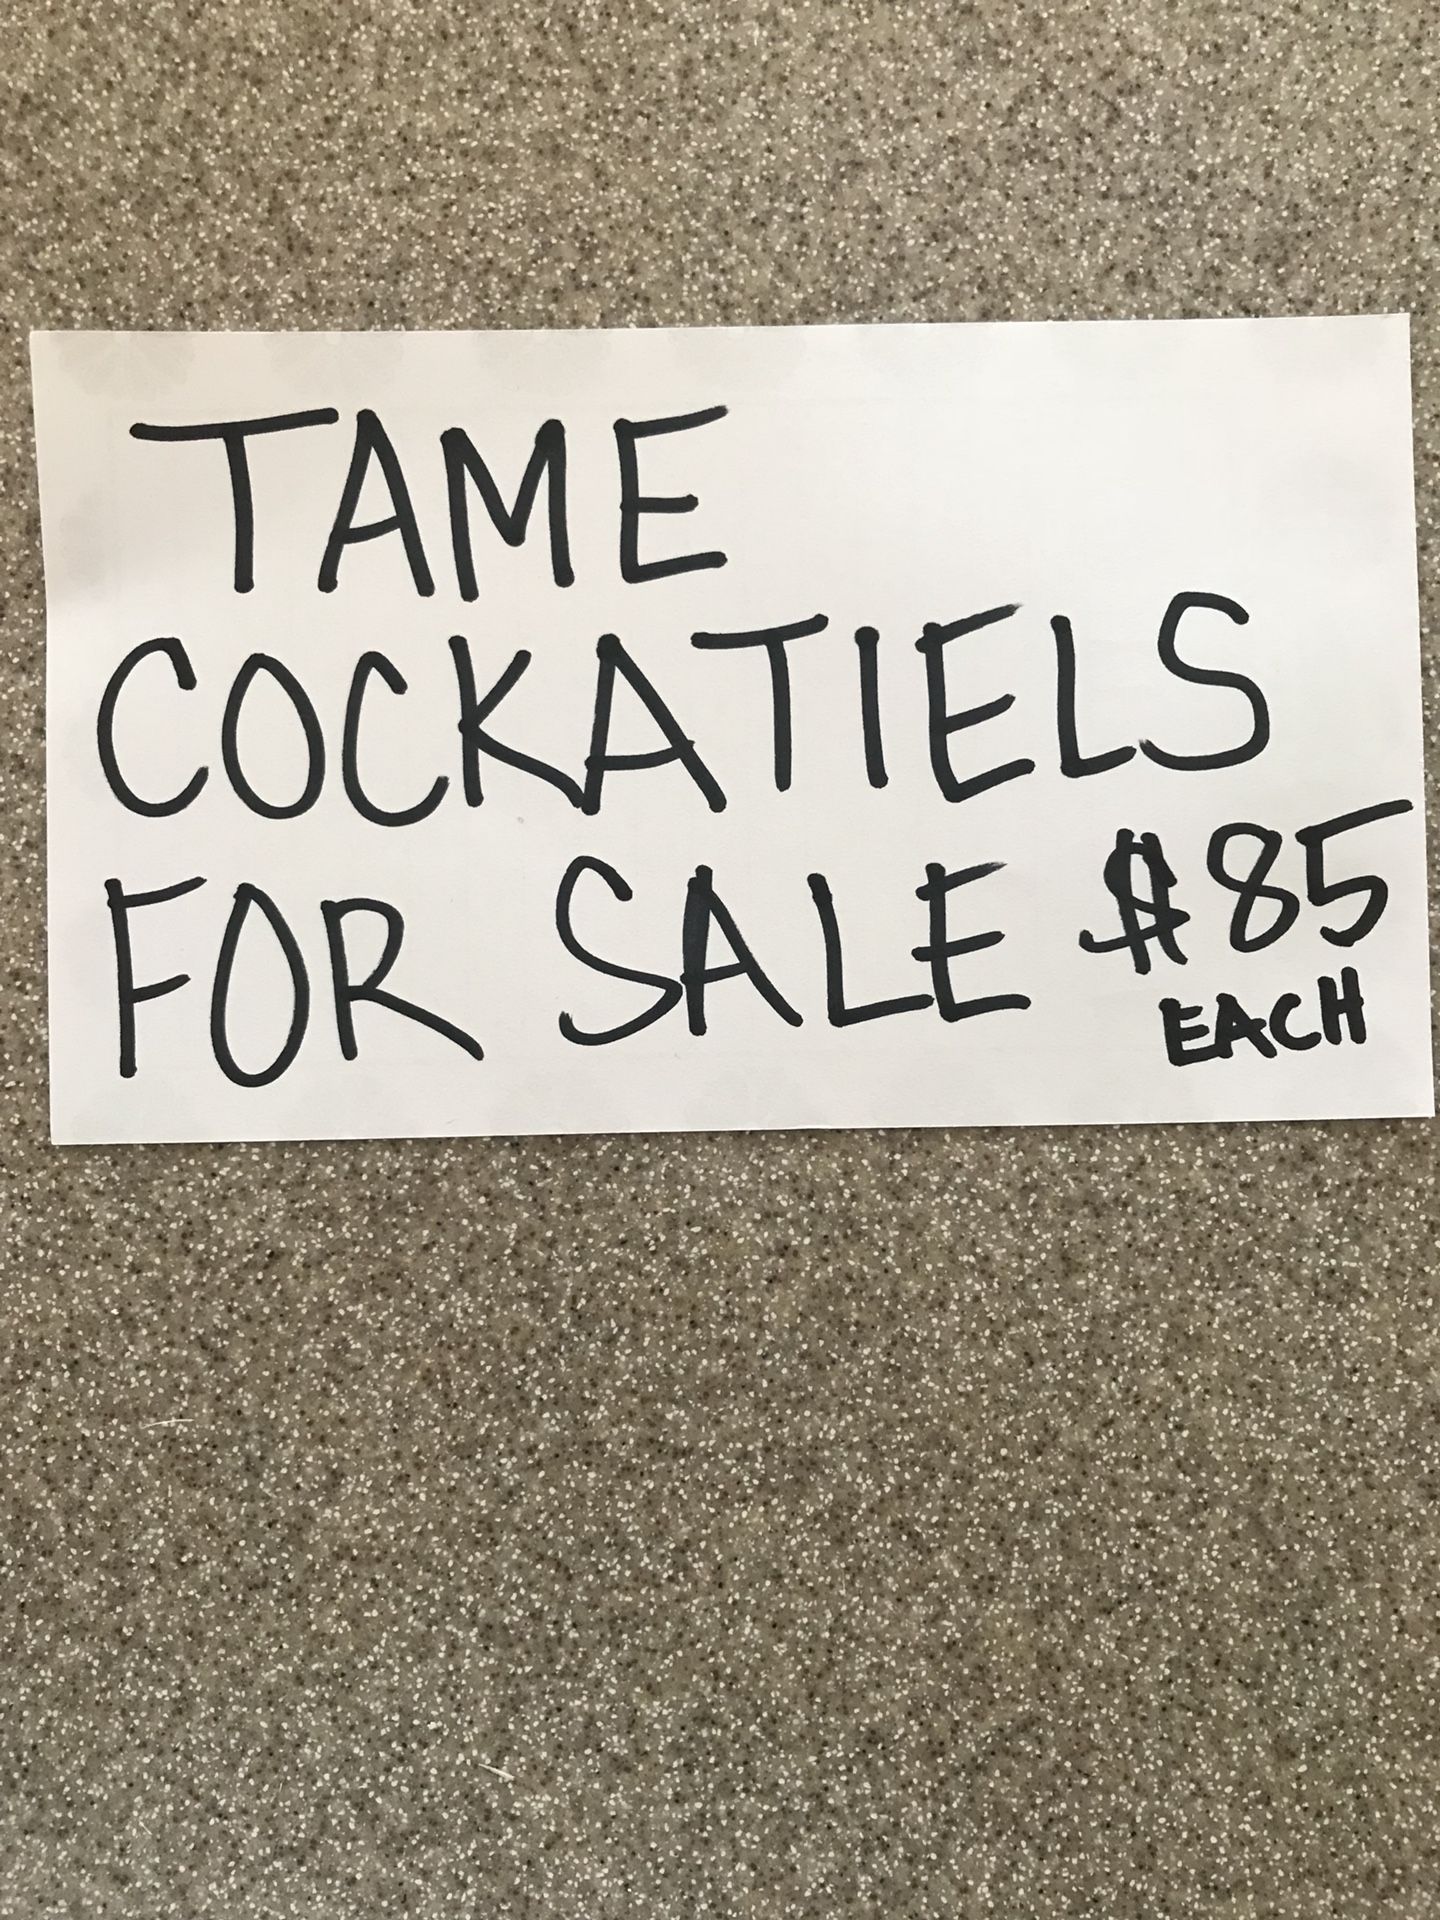 TAME
COCKATIELS
FOR SALE $85
EACH